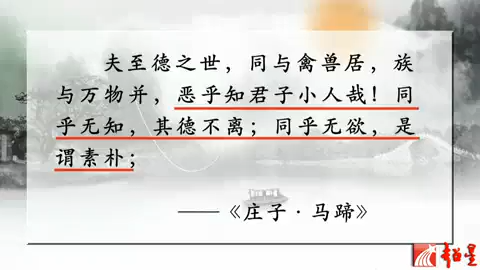 夫至德之世，同与禽兽居，族
与万物并，恶乎知君子小人哉！同
乎无知，其德不离；同乎无欲，是
谓素朴；
——《庄子·马蹄》
超星